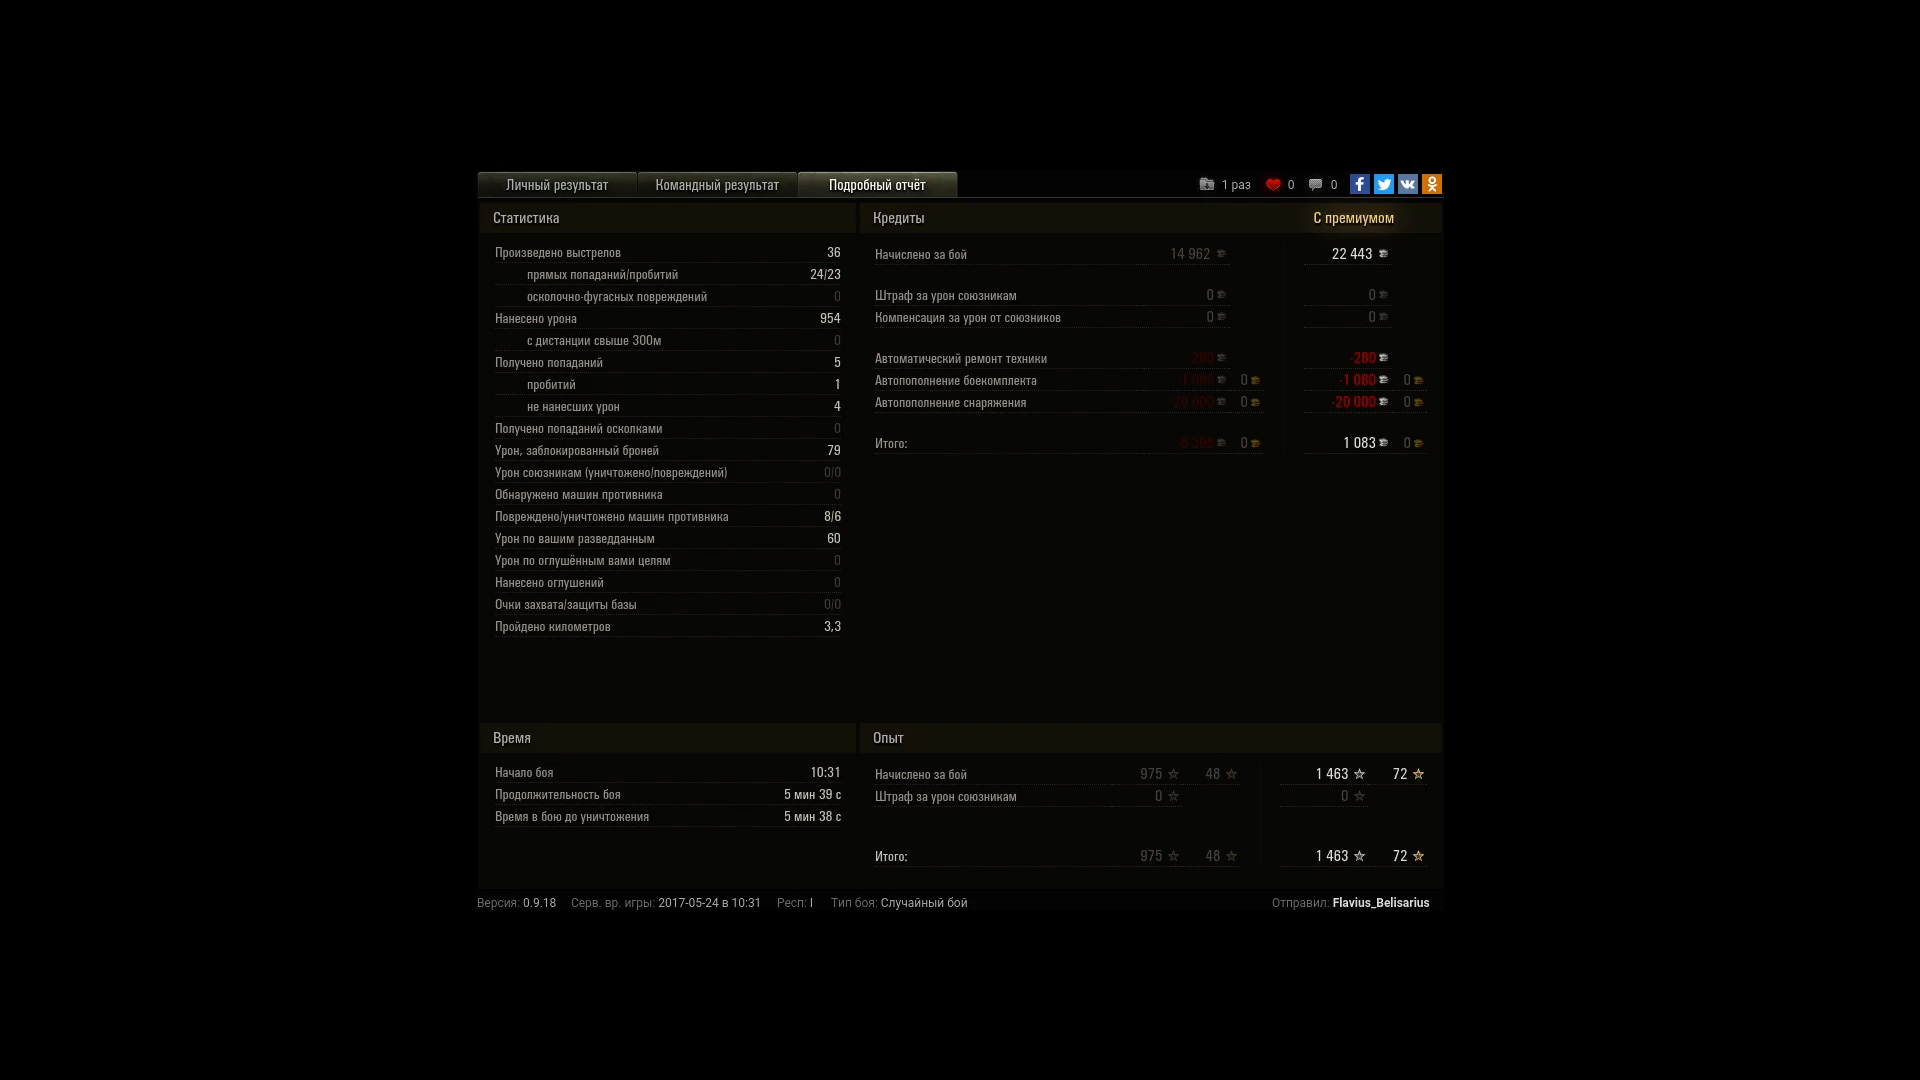 Личный результат Командный результат Подробный отчёт 1 раз 0 0
Статистика
Произведено выстрелов 36
прямых попаданий/пробитий 24/23
осколочно-фугасных повреждений 0
Нанесено урона 954
с дистанции свыше 300м 0
Получено попаданий 5
пробитий 1
не нанесших урон 4
Получено попаданий осколками 0
Урон, заблокированный броней 79
Урон союзникам (уничтожено/повреждений) 0/0
Обнаружено машин противника 0
Повреждено/уничтожено машин противника 8/6
Урон по вашим разведданным 60
Урон по оглушённым вами целям 0
Нанесено оглушений 0
Очки захвата/защиты базы 0/0
Пройдено километров 3,3
Кредиты С премиумом
Начислено за бой 14 962 22 443
Штраф за урон союзникам 0 0
Компенсация за урон от союзников 0 0
Автоматический ремонт техники -280 -280
Автопополнение боекомплекта -1 080 0 -1 080 0
Автопополнение снаряжения -20 000 0 -20 000 0
Итого: -6 398 0 1 083 0
Время
Начало боя 10:31
Продолжительность боя 5 мин 39 с
Время в бою до уничтожения 5 мин 38 с
Опыт
Начислено за бой 975 48 1 463 72
Штраф за урон союзникам 0 0
Итого: 975 48 1 463 72
Версия: 0.9.18 Серв. вр. игры: 2017-05-24 в 10:31 Респ: I Тип боя: Случайный бой Отправил: Flavius_Belisarius